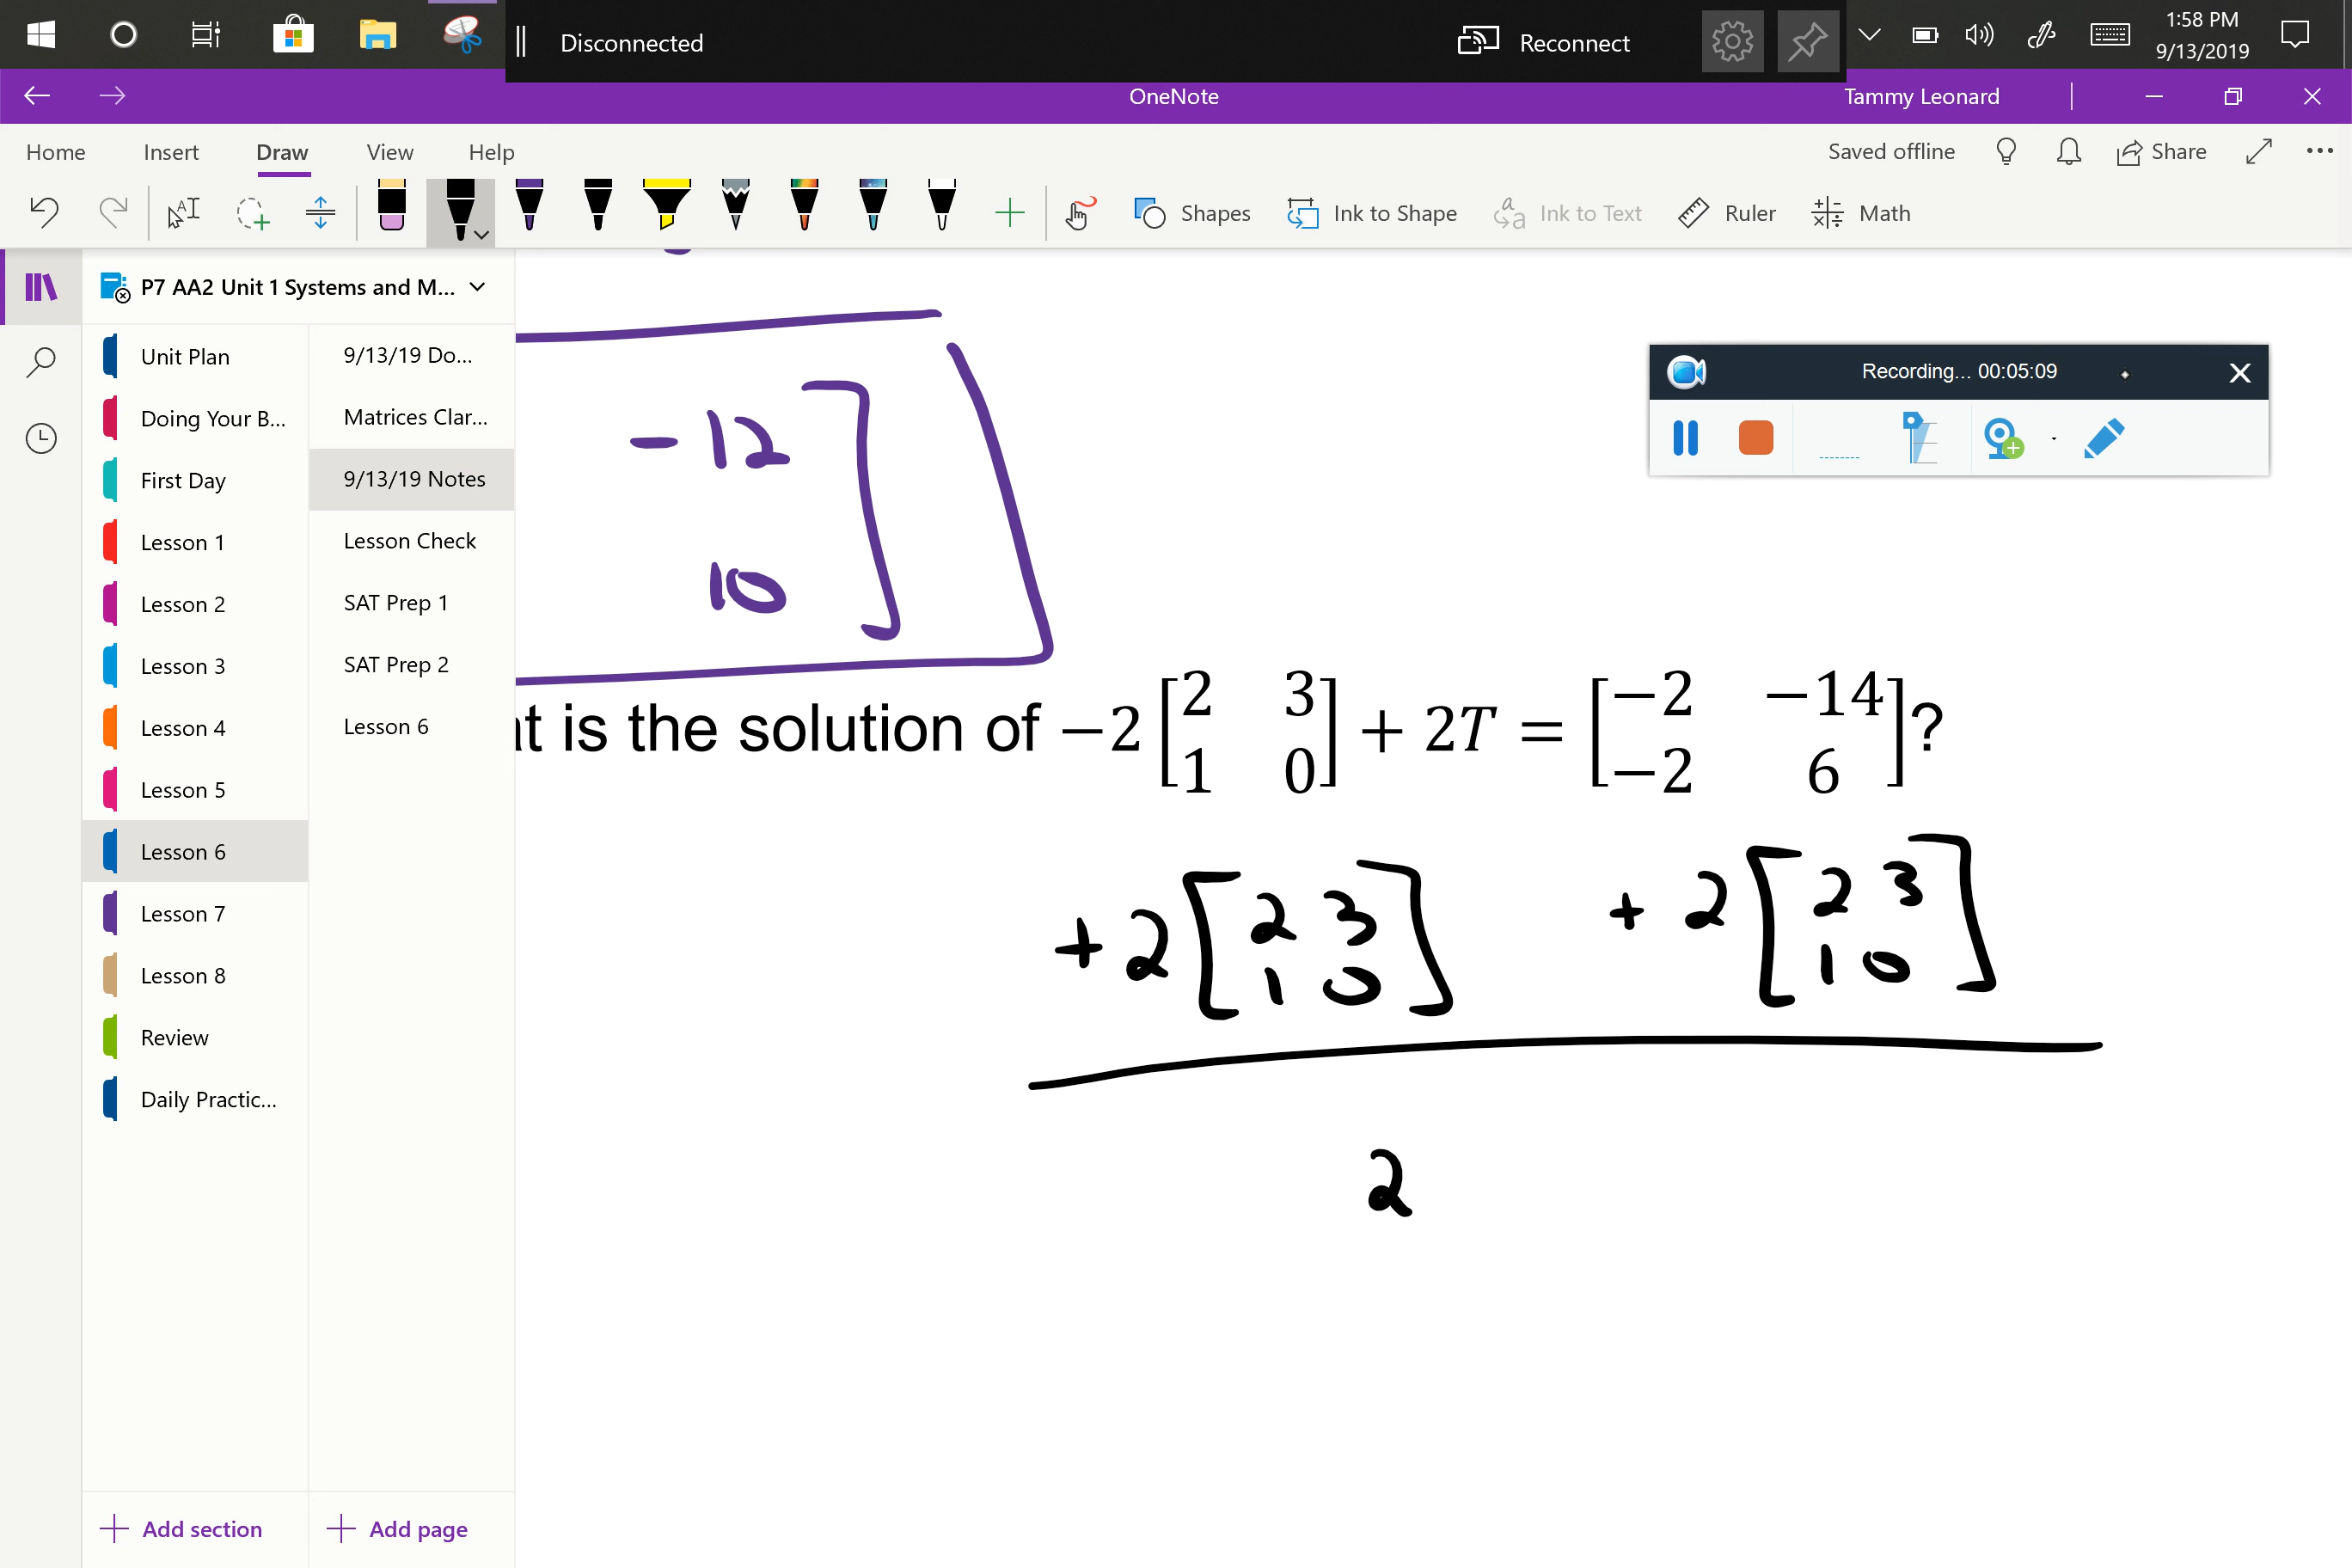 Disconnected
Reconnect
1:58 PM
9/13/2019
OneNote
Tammy Leonard
Home Insert Draw View Help
Saved offline
Share
Shapes
Ink to Shape
Ink to Text
Ruler
Math
P7 AA2 Unit 1 Systems and M...
Unit Plan
Doing Your B...
First Day
Lesson 1
Lesson 2
Lesson 3
Lesson 4
Lesson 5
Lesson 6
Lesson 7
Lesson 8
Review
Daily Practic...
Add section
9/13/19 Do...
Matrices Clar...
9/13/19 Notes
Lesson Check
SAT Prep 1
SAT Prep 2
Lesson 6
Add page
Recording... 00:05:09
-12
10
at is the solution of −2 [2 3 1 0] + 2T = [−2 −14 −2 6]?
+2 [2 3 + 2 [2 3
1 0] 1 0]
2